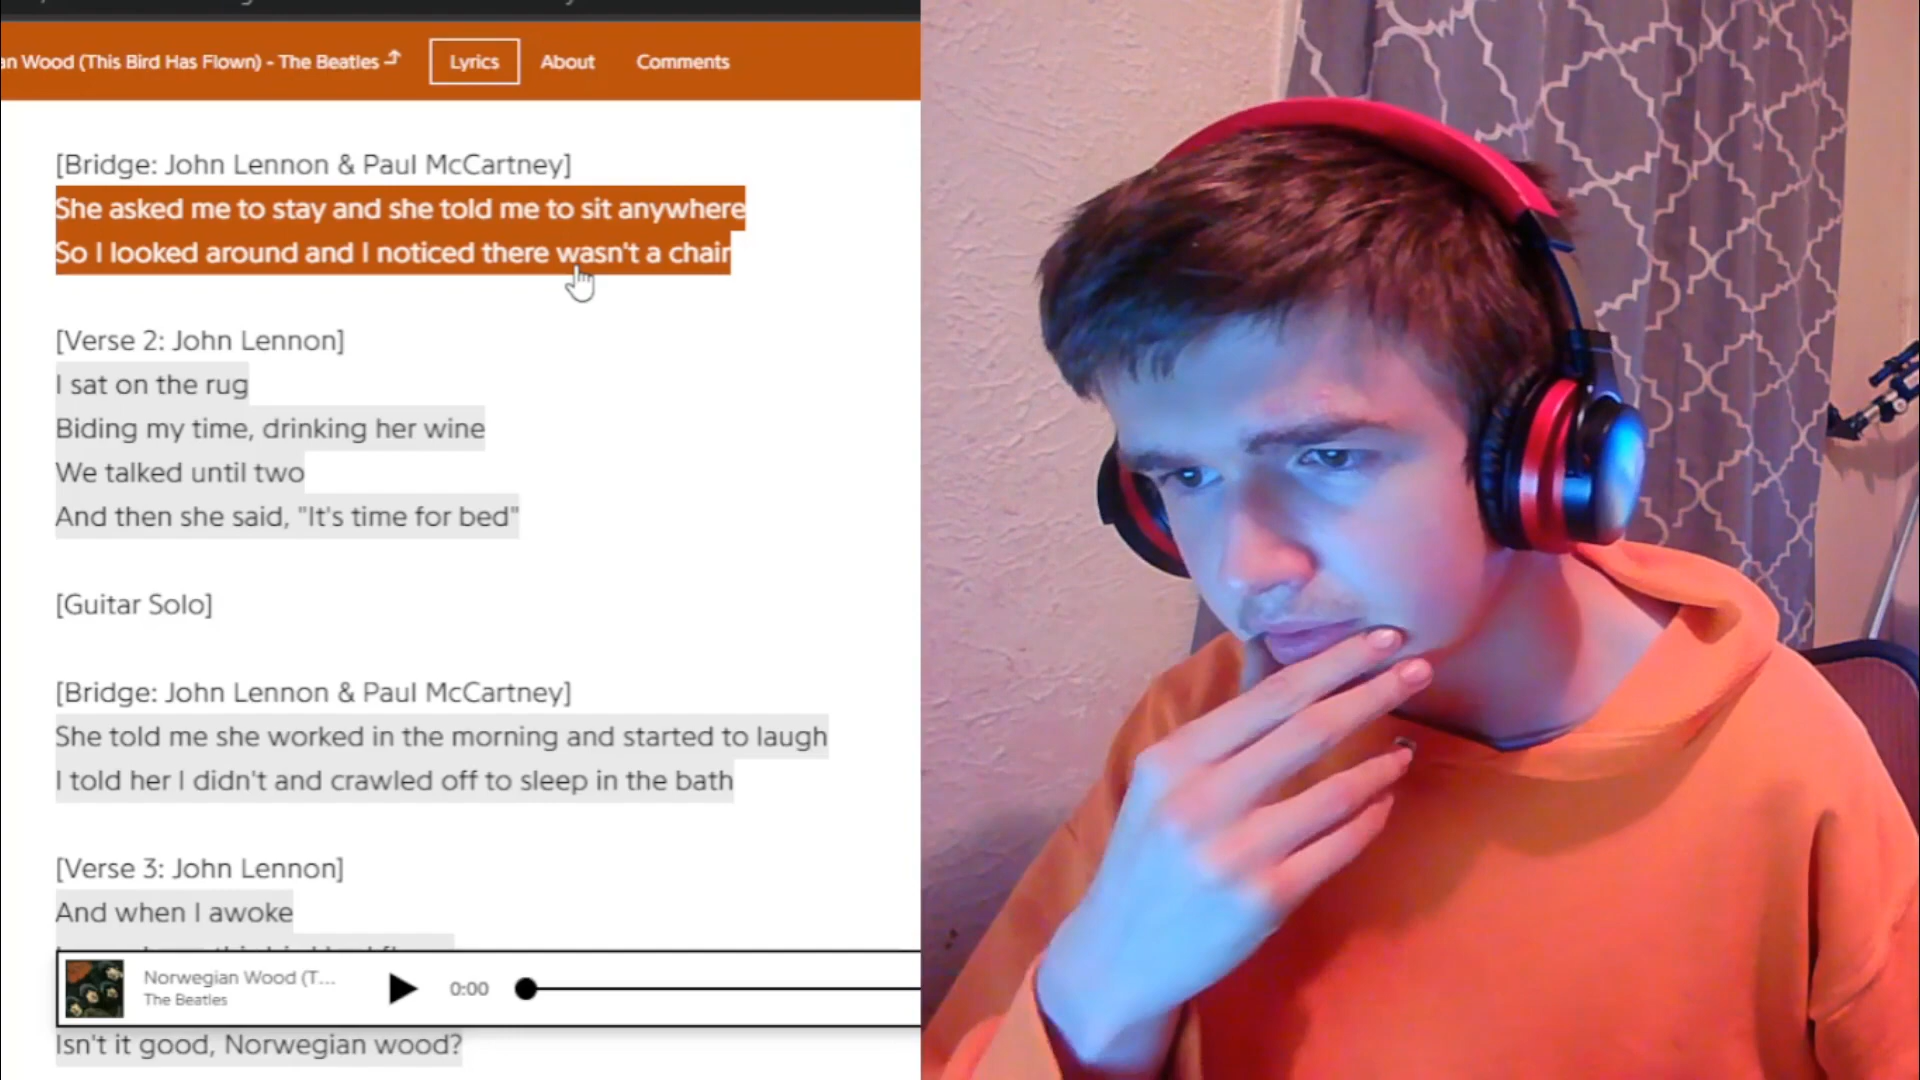 an Wood (This Bird Has Flown) - The Beatles
Lyrics
About
Comments
[Bridge: John Lennon & Paul McCartney]
She asked me to stay and she told me to sit anywhere
So I looked around and I noticed there wasn't a chair
[Verse 2: John Lennon]
I sat on the rug
Biding my time, drinking her wine
We talked until two
And then she said, "It's time for bed"
[Guitar Solo]
[Bridge: John Lennon & Paul McCartney]
She told me she worked in the morning and started to laugh
I told her I didn't and crawled off to sleep in the bath
[Verse 3: John Lennon]
And when I awoke
Norwegian Wood (T...
The Beatles
0:00
Isn't it good, Norwegian wood?